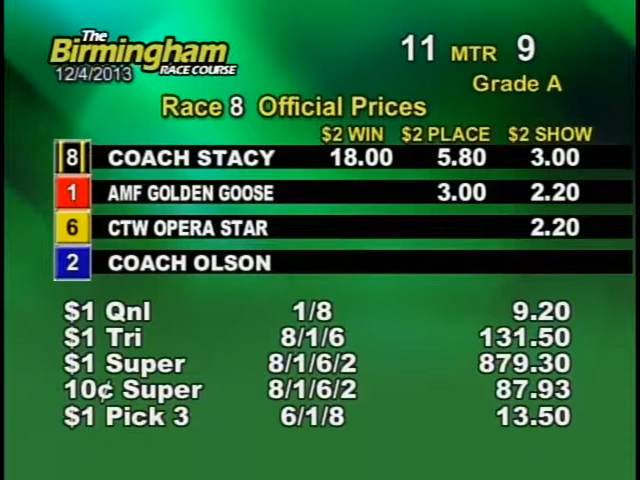 The
Birmingham
RACE COURSE
12/4/2013
11 MTR 9
Grade A
Race 8 Official Prices
$2 WIN $2 PLACE $2 SHOW
8 COACH STACY 18.00 5.80 3.00
1 AMF GOLDEN GOOSE 3.00 2.20
6 CTW OPERA STAR 2.20
2 COACH OLSON
$1 Qnl 1/8 9.20
$1 Tri 8/1/6 131.50
$1 Super 8/1/6/2 879.30
10¢ Super 8/1/6/2 87.93
$1 Pick 3 6/1/8 13.50